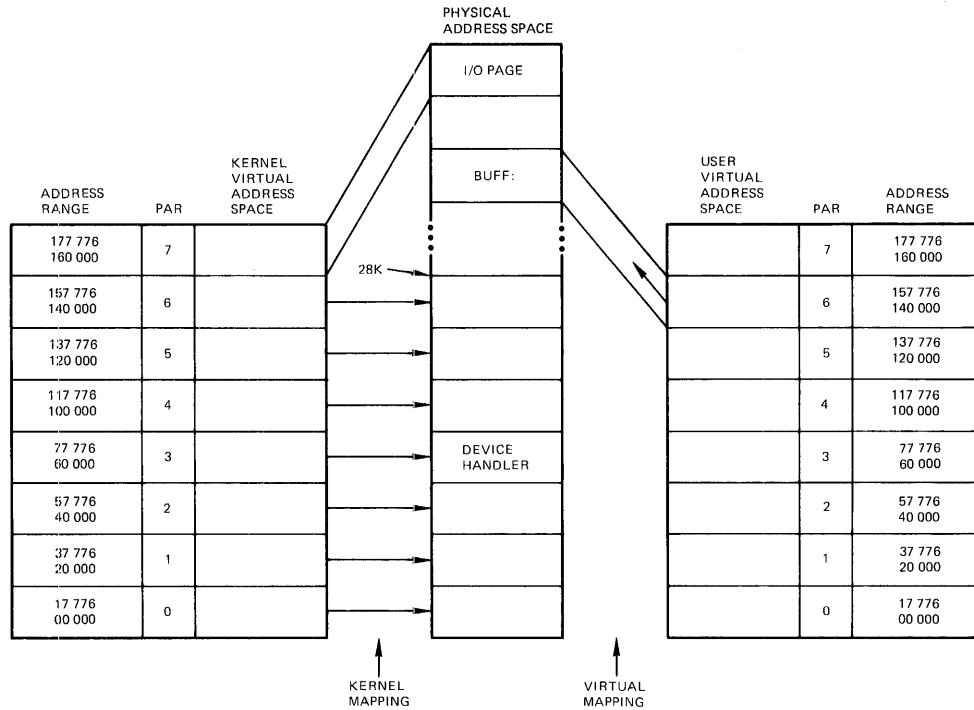 PHYSICAL
ADDRESS SPACE
I/O PAGE
BUFF:
28K
DEVICE
HANDLER
KERNEL
VIRTUAL
ADDRESS
SPACE
ADDRESS
RANGE
PAR
177 776
160 000
7
157 776
140 000
6
137 776
120 000
5
117 776
100 000
4
77 776
60 000
3
57 776
40 000
2
37 776
20 000
1
17 776
00 000
0
USER
VIRTUAL
ADDRESS
SPACE
PAR
ADDRESS
RANGE
7
177 776
160 000
6
157 776
140 000
5
137 776
120 000
4
117 776
100 000
3
77 776
60 000
2
57 776
40 000
1
37 776
20 000
0
17 776
00 000
KERNEL
MAPPING
VIRTUAL
MAPPING